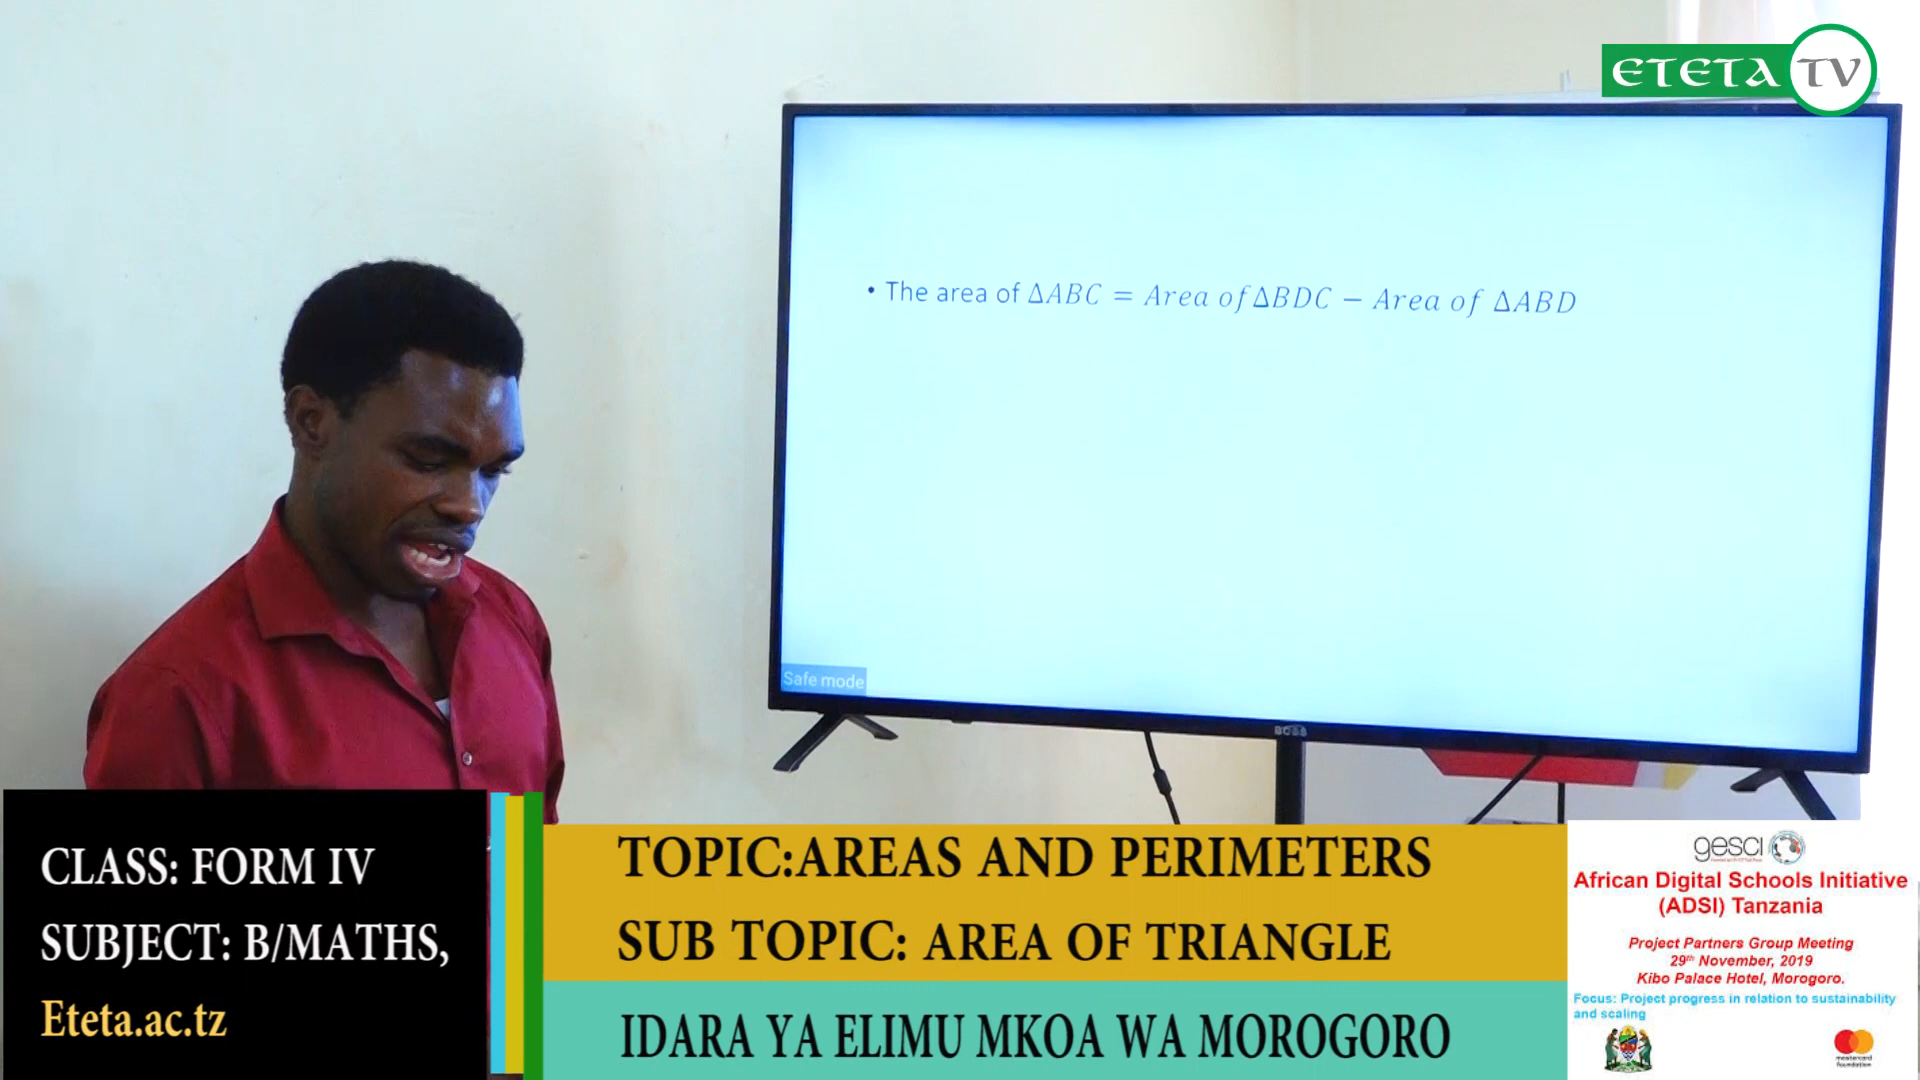 ETETA TV
• The area of ΔABC = Area of ΔBDC − Area of ΔABD
Safe mode
BOSS
CLASS: FORM IV
SUBJECT: B/MATHS,
Eteta.ac.tz
TOPIC:AREAS AND PERIMETERS
SUB TOPIC: AREA OF TRIANGLE
IDARA YA ELIMU MKOA WA MOROGORO
gesci
African Digital Schools Initiative
(ADSI) Tanzania
Project Partners Group Meeting
29th November, 2019
Kibo Palace Hotel, Morogoro.
Focus: Project progress in relation to sustainability
and scaling
mastercard
foundation